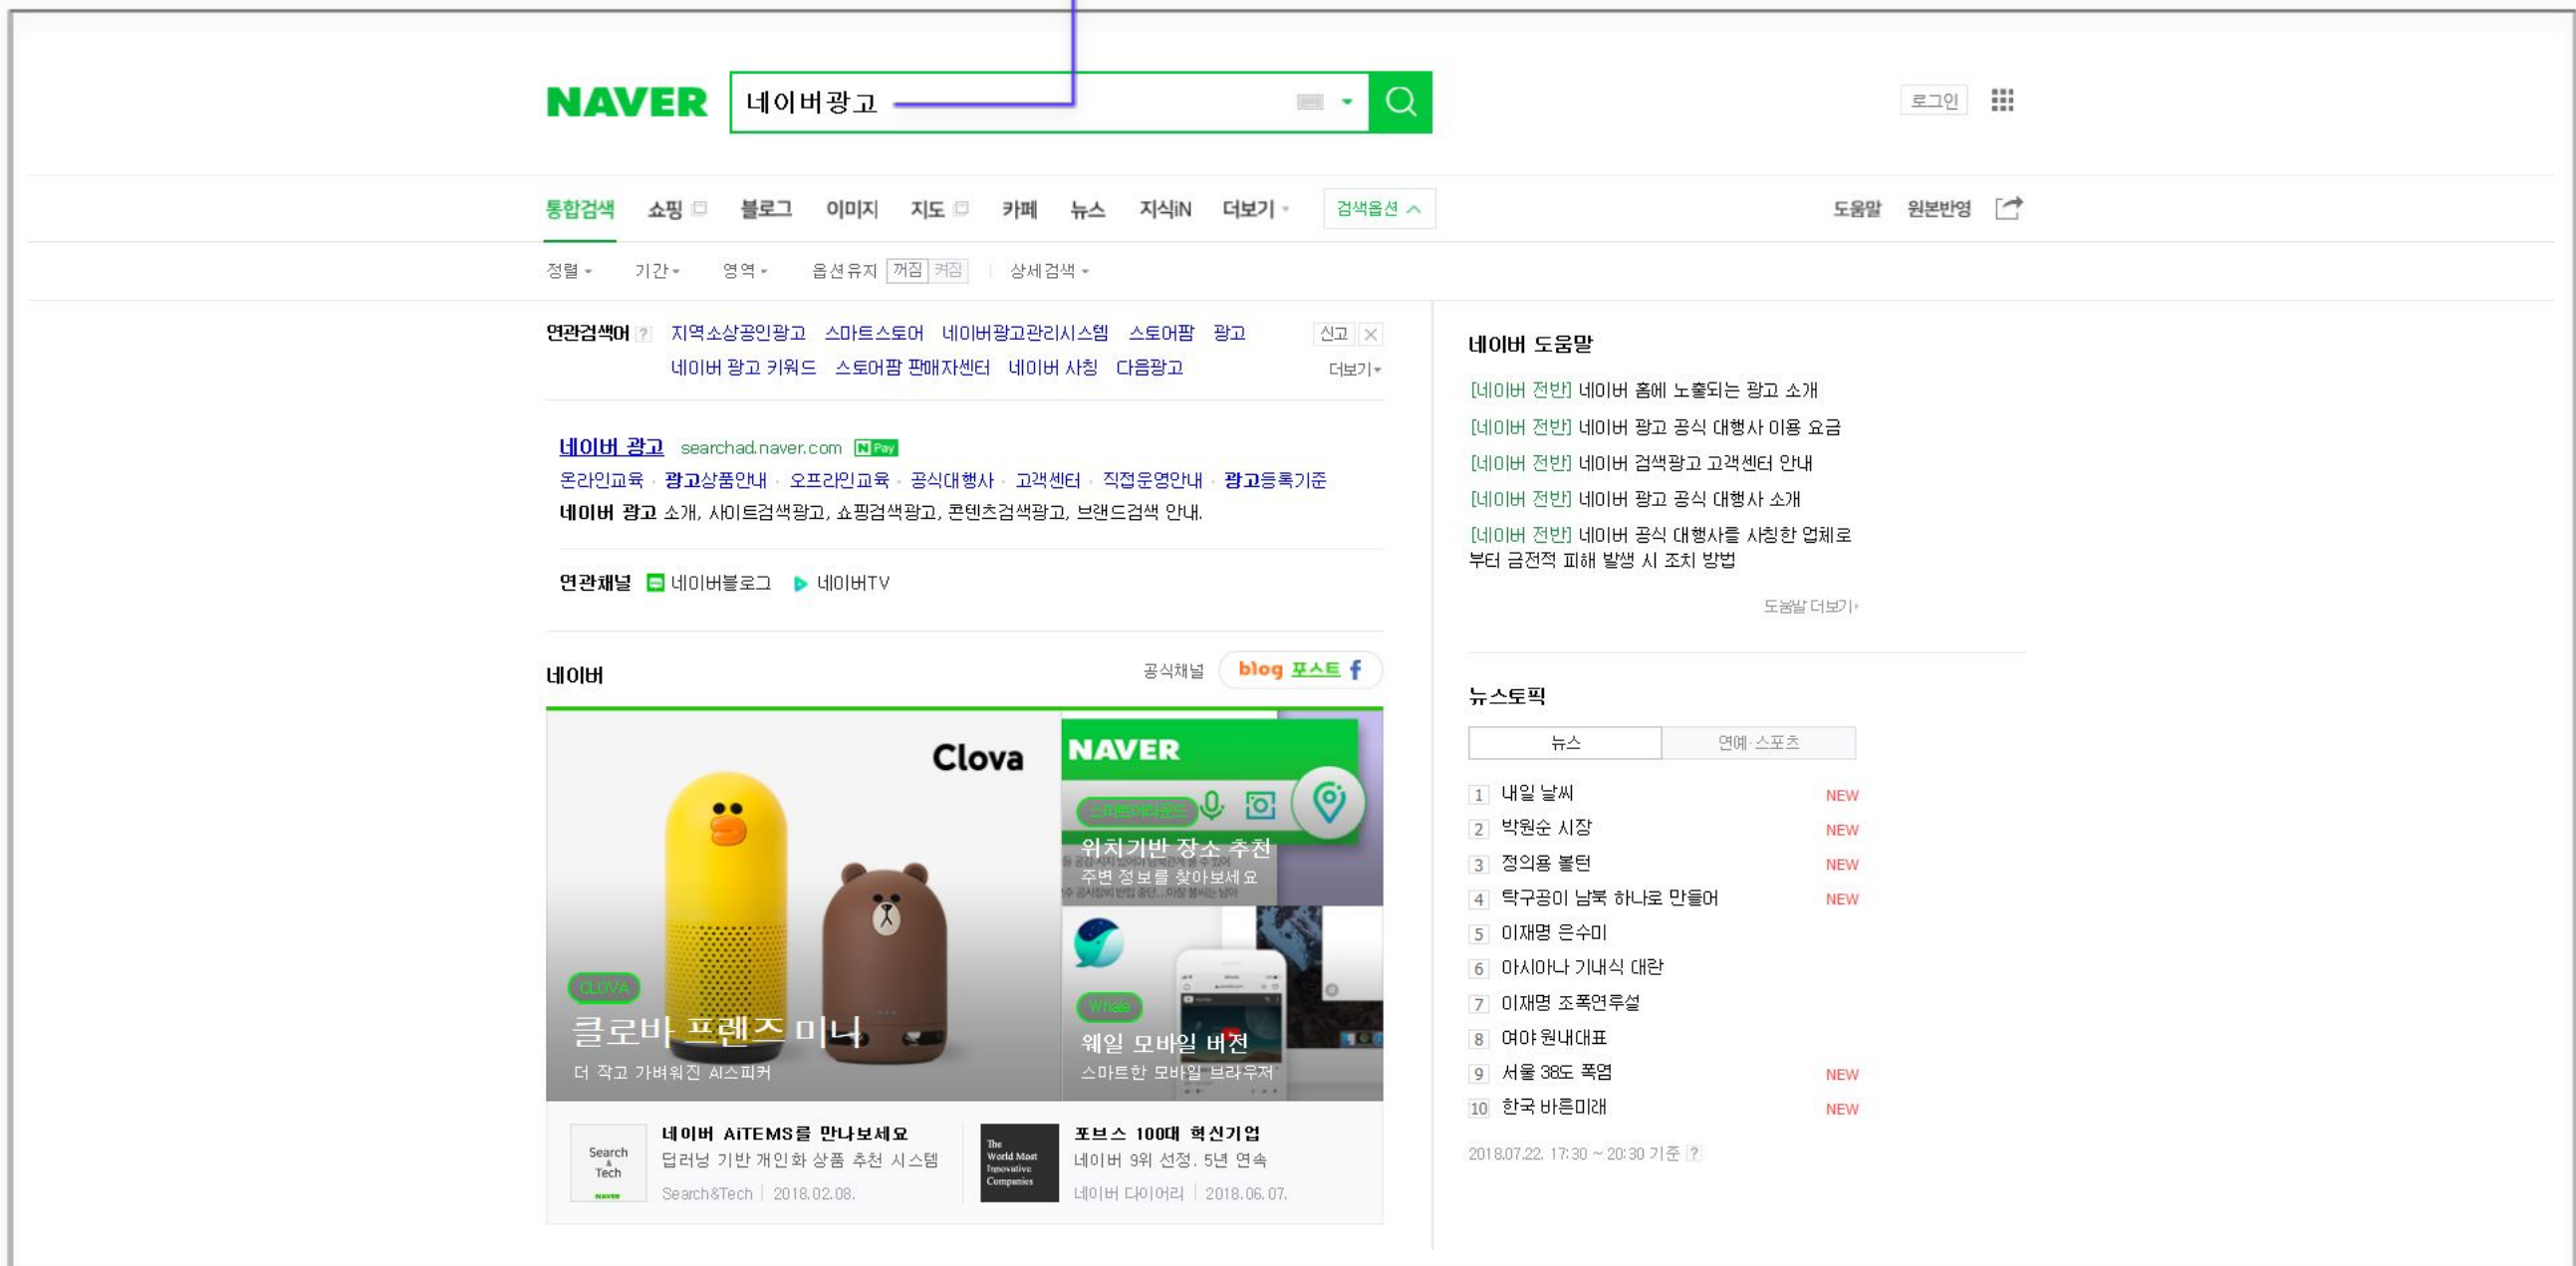 NAVER 네이버광고
로그인
통합검색 쇼핑 블로그 이미지 지도 카페 뉴스 지식iN 더보기 검색옵션
도움말 원본반영
정렬 기간 영역 옵션유지 꺼짐 켜짐 상세검색
연관검색어 ? 지역소상공인광고 스마트스토어 네이버광고관리시스템 스토어팜 광고 신고
네이버 광고 키워드 스토어팜 판매자센터 네이버 사칭 다음광고 더보기
네이버 광고 searchad.naver.com N Pay
온라인교육 · 광고상품안내 · 오프라인교육 · 공식대행사 · 고객센터 · 직접운영안내 · 광고등록기준
네이버 광고 소개, 사이트검색광고, 쇼핑검색광고, 콘텐츠검색광고, 브랜드검색 안내.
연관채널 네이버블로그 네이버TV
네이버 공식채널 blog 포스트 f
Clova
CLOVA
클로바 프렌즈 미니
더 작고 가벼워진 AI스피커
NAVER
스마트어라운드
위치기반 장소 추천
주변 정보를 찾아보세요
Whale
웨일 모바일 버전
스마트한 모바일 브라우저
Search
&
Tech
NAVER
네이버 AiTEMS를 만나보세요
딥러닝 기반 개인화 상품 추천 시스템
Search&Tech 2018.02.08.
The
World Most
Innovative
Companies
포브스 100대 혁신기업
네이버 9위 선정. 5년 연속
네이버 다이어리 2018.06.07.
네이버 도움말
[네이버 전반] 네이버 홈에 노출되는 광고 소개
[네이버 전반] 네이버 광고 공식 대행사 이용 요금
[네이버 전반] 네이버 검색광고 고객센터 안내
[네이버 전반] 네이버 광고 공식 대행사 소개
[네이버 전반] 네이버 공식 대행사를 사칭한 업체로
부터 금전적 피해 발생 시 조치 방법
도움말 더보기
뉴스토픽
뉴스 연예·스포츠
1 내일 날씨 NEW
2 박원순 시장 NEW
3 정의용 볼턴 NEW
4 탁구공이 남북 하나로 만들어 NEW
5 이재명 은수미
6 아시아나 기내식 대란
7 이재명 조폭연루설
8 여야 원내대표
9 서울 38도 폭염 NEW
10 한국 바른미래 NEW
2018.07.22. 17:30 ~ 20:30 기준 ?